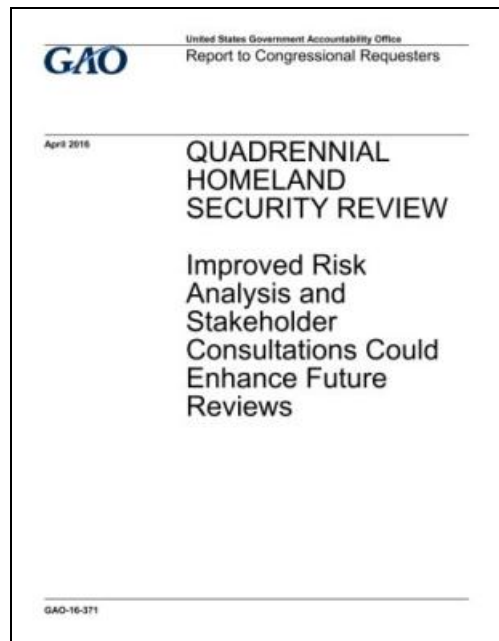 United States Government Accountability Office
GAO
Report to Congressional Requesters
April 2016
QUADRENNIAL
HOMELAND
SECURITY REVIEW
Improved Risk
Analysis and
Stakeholder
Consultations Could
Enhance Future
Reviews
GAO-16-371